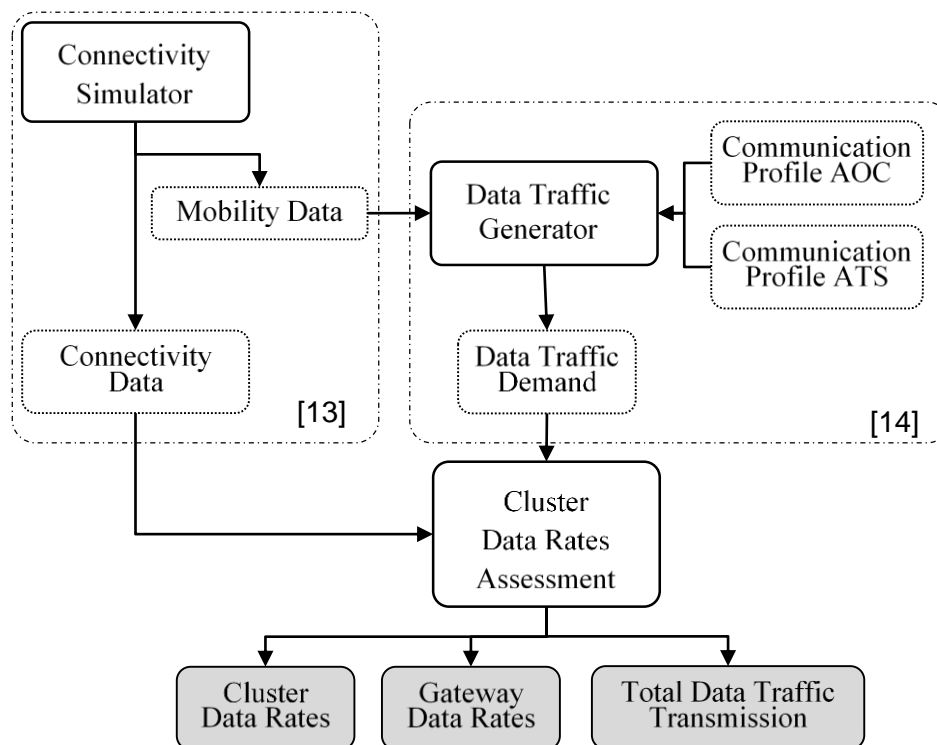 Connectivity
Simulator
Mobility Data
Connectivity
Data
[13]
Data Traffic
Generator
Communication
Profile AOC
Communication
Profile ATS
Data Traffic
Demand
[14]
Cluster
Data Rates
Assessment
Cluster
Data Rates
Gateway
Data Rates
Total Data Traffic
Transmission